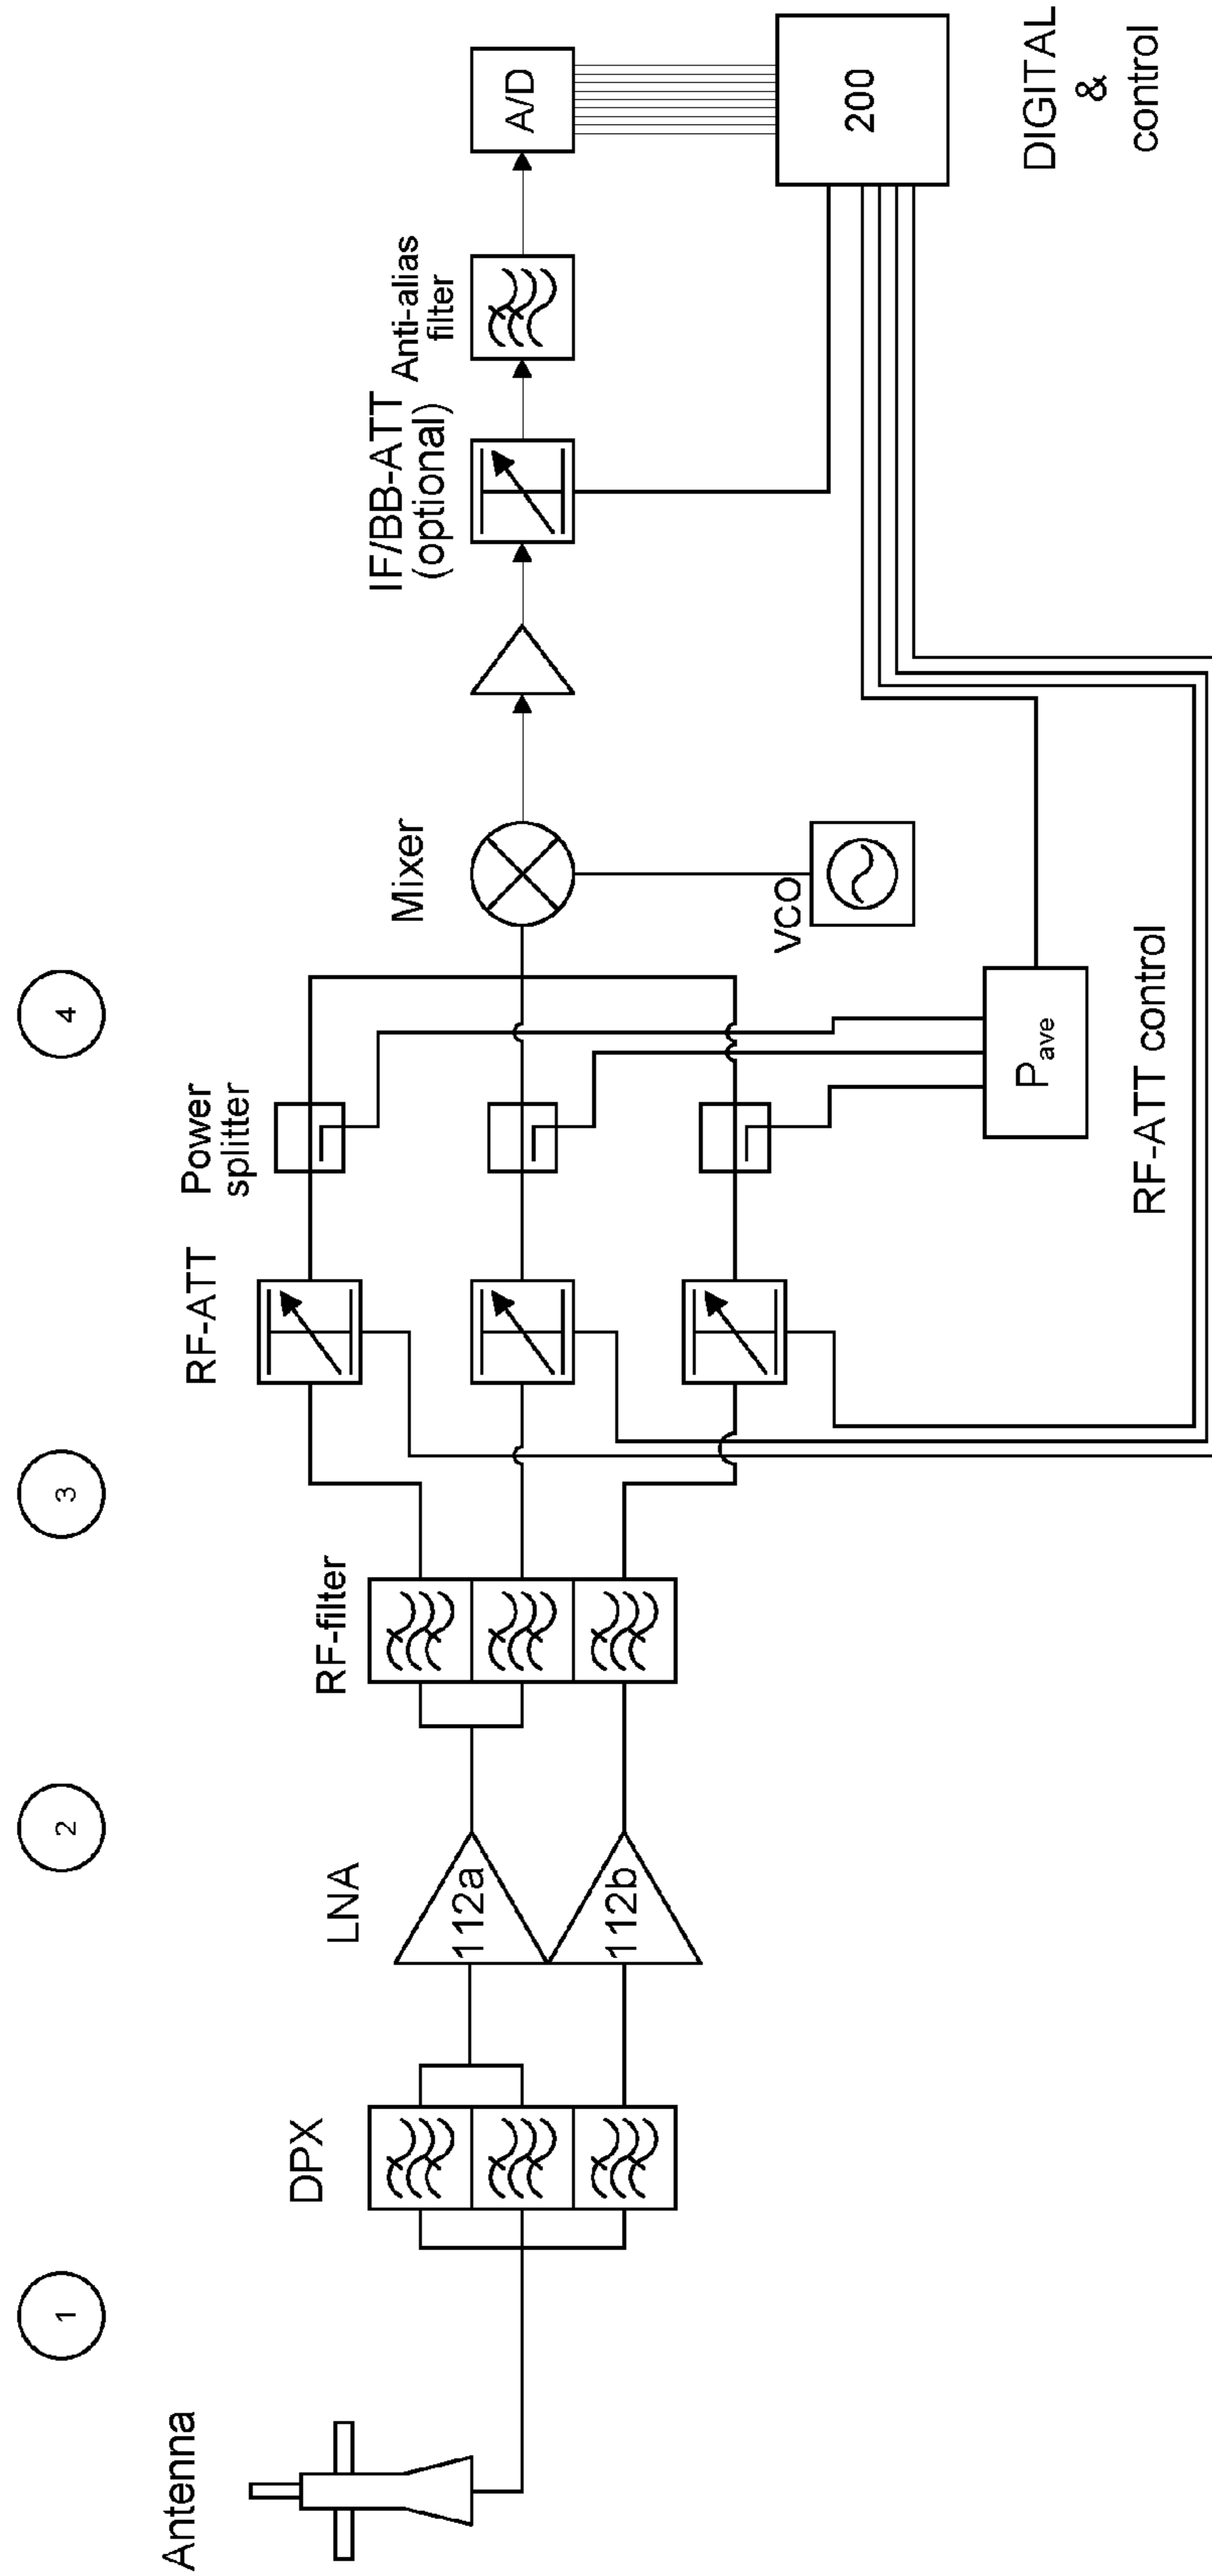 1
2
3
4
Antenna
DPX
LNA
112a
112b
RF-filter
RF-ATT
Power
splitter
Mixer
VCO
IF/BB-ATT
(optional)
Anti-alias
filter
A/D
200
DIGITAL
&
control
Pave
RF-ATT control